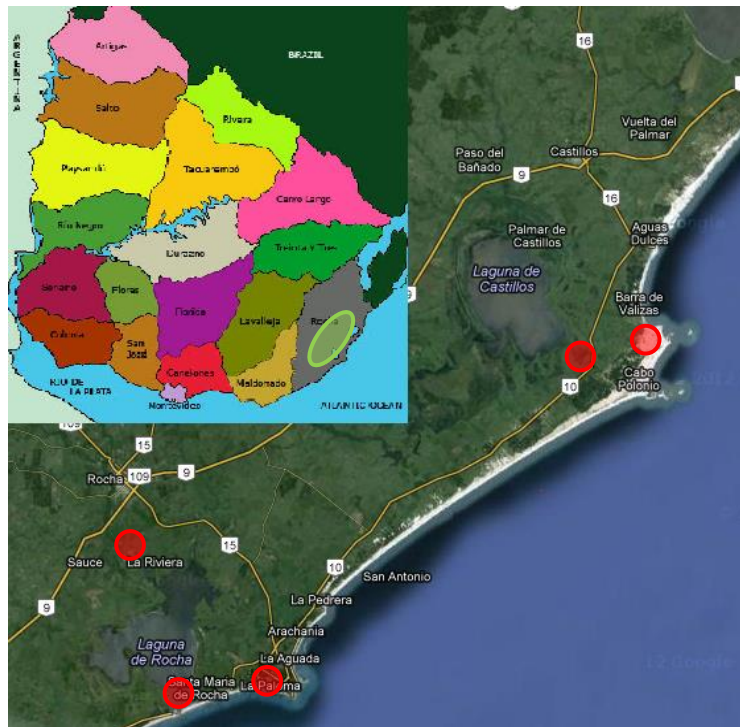 ARGENTINA
Artigas
BRAZIL
Salto
Rivera
Paysandú
Tacuarembó
Cerro Largo
Río Negro
Durazno
Treinta y Tres
Soriano
Flores
Florida
Lavalleja
Colonia
San
José
Canelones
Maldonado
RIO DE
LA PLATA
Montevideo
ATLANTIC OCEAN
16
Vuelta del
Palmar
Paso del
Bañado
Castillos
9
16
Palmar de
Castillos
Aguas
Dulces
Laguna de
Castillos
9
Barra de
Valizas
10
Cabo
Polonio
109
15
Rocha
109
9
Sauce
La Riviera
15
10
San Antonio
9
La Pedrera
Arachania
Laguna
de Rocha
La Aguada
Santa Maria
de Rocha
La Paloma